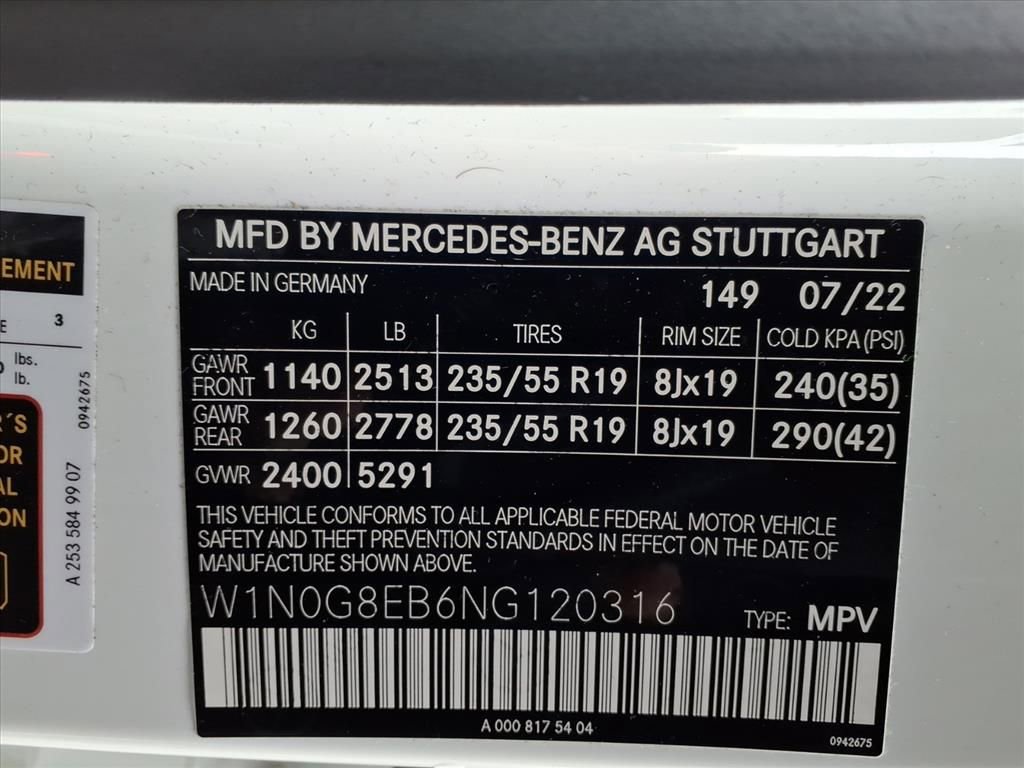 MFD BY MERCEDES-BENZ AG STUTTGART
MADE IN GERMANY 149 07/22
KG LB TIRES RIM SIZE COLD KPA (PSI)
GAWR FRONT 1140 2513 235/55 R19 8Jx19 240(35)
GAWR REAR 1260 2778 235/55 R19 8Jx19 290(42)
GVWR 2400 5291
THIS VEHICLE CONFORMS TO ALL APPLICABLE FEDERAL MOTOR VEHICLE
SAFETY AND THEFT PREVENTION STANDARDS IN EFFECT ON THE DATE OF
MANUFACTURE SHOWN ABOVE.
W1N0G8EB6NG120316 TYPE: MPV
A 000 817 54 04
0942675
EMENT
E 3
lbs.
lb.
0942675
R´S
OR
AL
ON
A 253 584 99 07